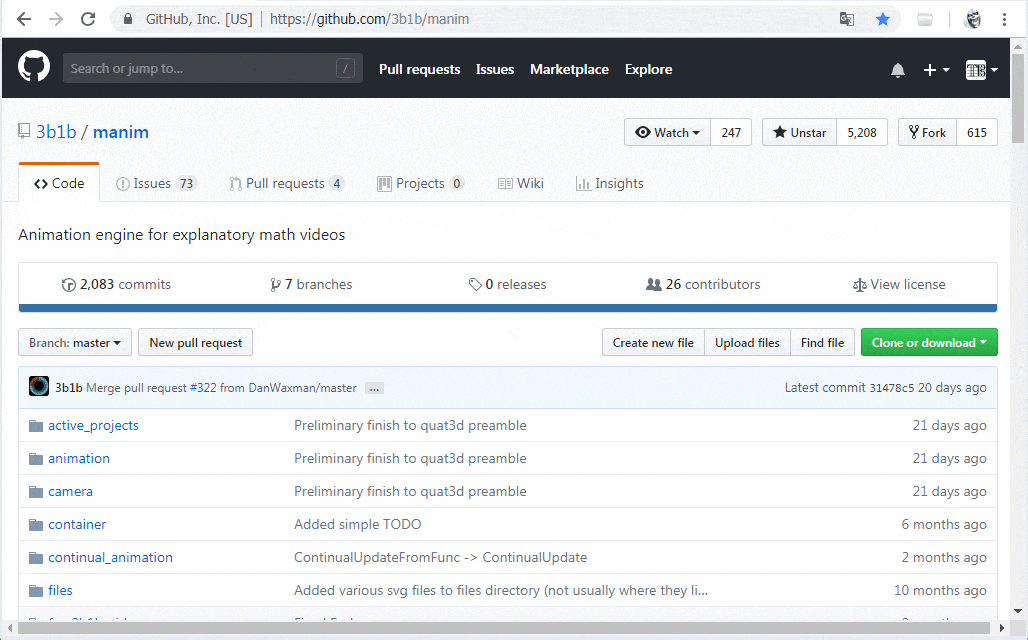 GitHub, Inc. [US] | https://github.com/3b1b/manim
Search or jump to... / Pull requests Issues Marketplace Explore
3b1b / manim Watch 247 Unstar 5,208 Fork 615
Code Issues 73 Pull requests 4 Projects 0 Wiki Insights
Animation engine for explanatory math videos
2,083 commits 7 branches 0 releases 26 contributors View license
Branch: master New pull request Create new file Upload files Find file Clone or download
3b1b Merge pull request #322 from DanWaxman/master ... Latest commit 31478c5 20 days ago
active_projects Preliminary finish to quat3d preamble 21 days ago
animation Preliminary finish to quat3d preamble 21 days ago
camera Preliminary finish to quat3d preamble 21 days ago
container Added simple TODO 6 months ago
continual_animation ContinualUpdateFromFunc -> ContinualUpdate 2 months ago
files Added various svg files to files directory (not usually where they li... 10 months ago